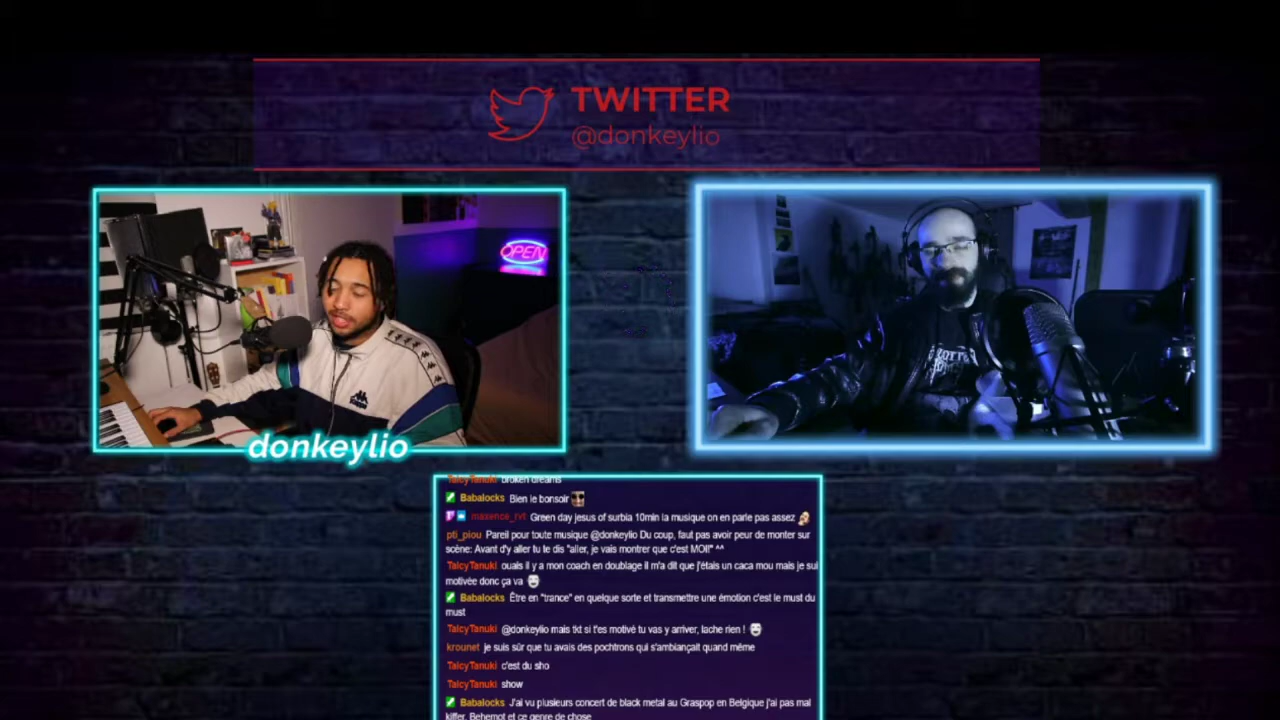 TWITTER
@donkeylio
OPEN
Kappa
donkeylio
TalcyTanuki broken dreams
Babalocks Bien le bonsoir
maxence_rvt Green day jesus of surbia 10min la musique on en parle pas assez
pti_piou Pareil pour toute musique @donkeylio Du coup, faut pas avoir peur de monter sur
scène: Avant d'y aller tu te dis "aller, je vais montrer que c'est MOI!" ^^
TalcyTanuki ouais il y a mon coach en doublage il m'a dit que j'étais un caca mou mais je sui
motivée donc ça va
Babalocks Être en "trance" en quelque sorte et transmettre une émotion c'est le must du
must
TalcyTanuki @donkeylio mais tkt si t'es motivé tu vas y arriver, lache rien !
krounet je suis sûr que tu avais des pochtrons qui s'ambiançait quand même
TalcyTanuki c'est du sho
TalcyTanuki show
Babalocks J'ai vu plusieurs concert de black metal au Graspop en Belgique j'ai pas mal
kiffer. Behemot et ce genre de chose